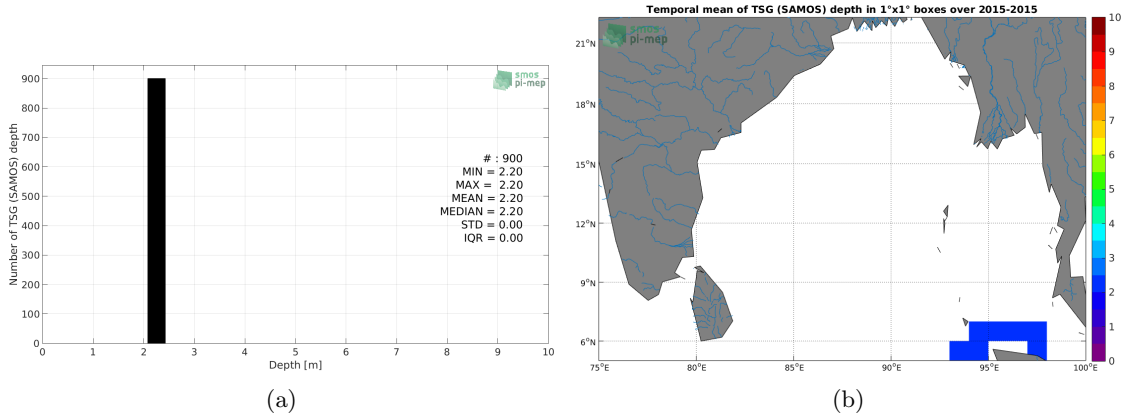 smos
pi-mep
# : 900
MIN = 2.20
MAX = 2.20
MEAN = 2.20
MEDIAN = 2.20
STD = 0.00
IQR = 0.00
Number of TSG (SAMOS) depth
900
800
700
600
500
400
300
200
100
0
0 1 2 3 4 5 6 7 8 9 10
Depth [m]
(a)
Temporal mean of TSG (SAMOS) depth in 1°x1° boxes over 2015-2015
smos
pi-mep
21°N
18°N
15°N
12°N
9°N
6°N
75°E 80°E 85°E 90°E 95°E 100°E
10
9
8
7
6
5
4
3
2
1
0
(b)